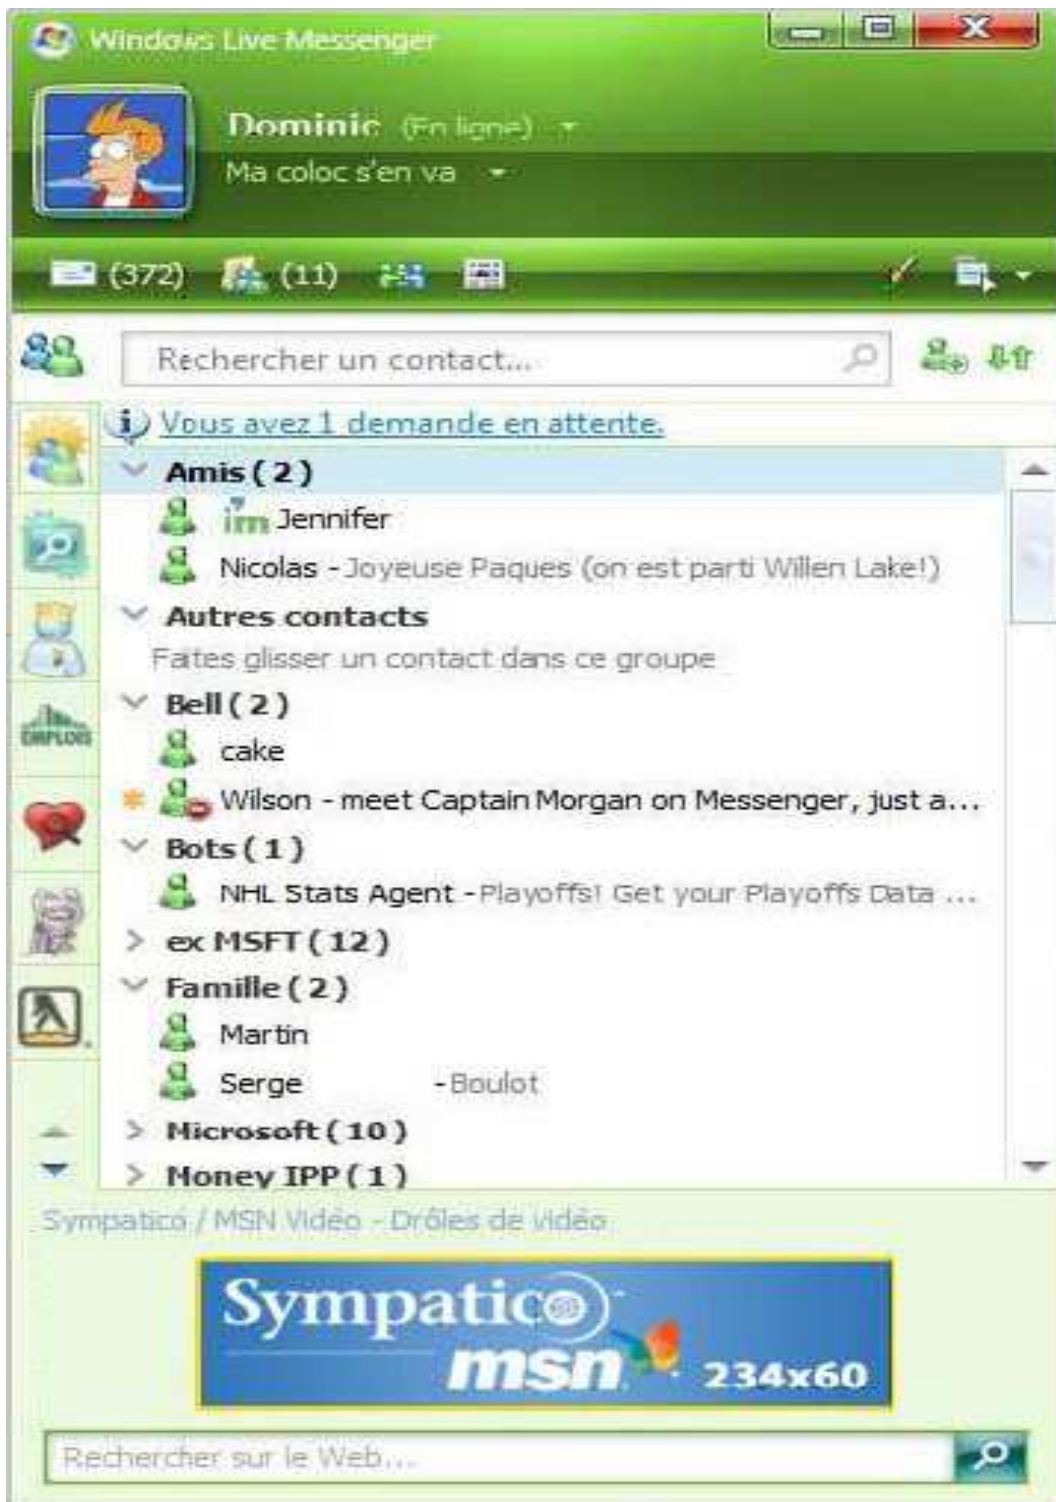 Windows Live Messenger
Dominic (En ligne)
Ma coloc s'en va
(372) (11)
Rechercher un contact...
Vous avez 1 demande en attente.
Amis ( 2 )
im Jennifer
Nicolas - Joyeuse Paques (on est parti Willen Lake!)
Autres contacts
Faites glisser un contact dans ce groupe
Bell ( 2 )
EMPLOIS
cake
Wilson - meet Captain Morgan on Messenger, just a...
Bots ( 1 )
NHL Stats Agent - Playoffs! Get your Playoffs Data ...
ex MSFT ( 12 )
Famille ( 2 )
Martin
Serge - Boulot
Microsoft ( 10 )
Money IPP ( 1 )
Sympatico / MSN Vidéo - Drôles de vidéo
Sympatico
msn 234x60
Rechercher sur le Web...